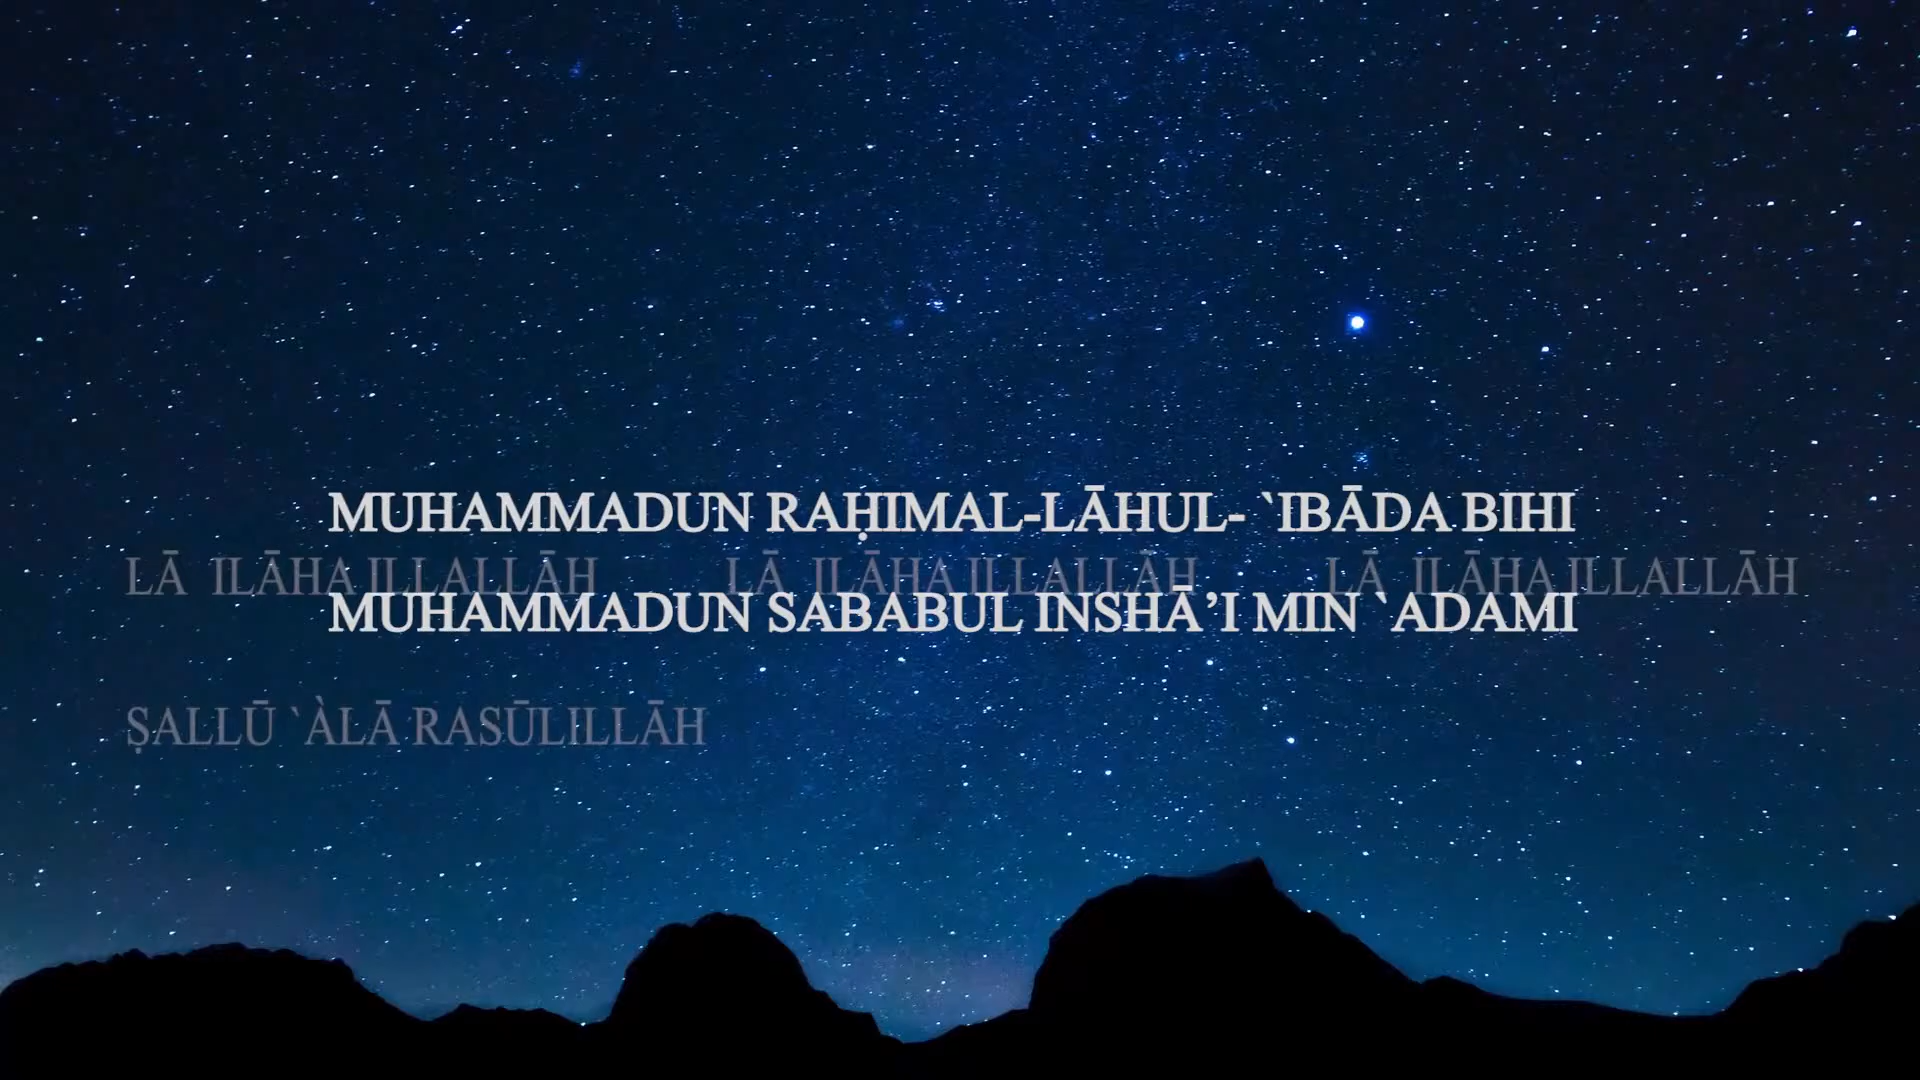 MUHAMMADUN RAḤIMAL-LĀHUL- `IBĀDA BIHI
LĀ ILĀHA ILLALLĀH LĀ ILĀHA ILLALLĀH LĀ ILĀHA ILLALLĀH
MUHAMMADUN SABABUL INSHĀ’I MIN `ADAMI
ṢALLŪ `ÀLĀ RASŪLILLĀH